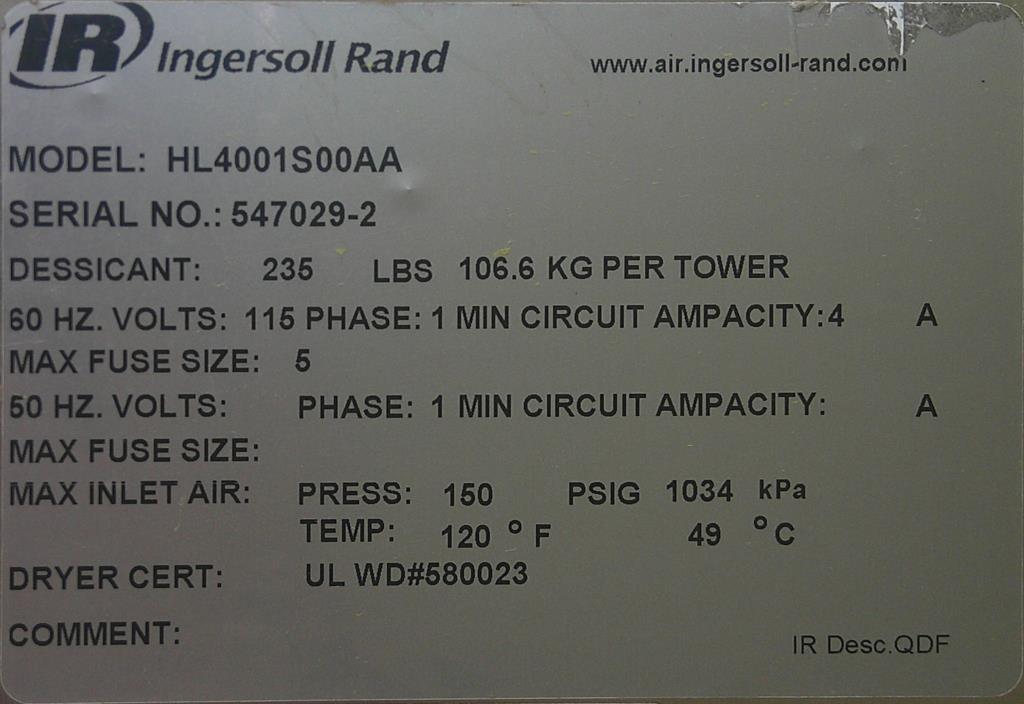 IR Ingersoll Rand www.air.ingersoll-rand.com
MODEL: HL4001S00AA
SERIAL NO.: 547029-2
DESSICANT: 235 LBS 106.6 KG PER TOWER
60 HZ. VOLTS: 115 PHASE: 1 MIN CIRCUIT AMPACITY:4 A
MAX FUSE SIZE: 5
50 HZ. VOLTS: PHASE: 1 MIN CIRCUIT AMPACITY: A
MAX FUSE SIZE:
MAX INLET AIR: PRESS: 150 PSIG 1034 kPa
TEMP: 120 °F 49 °C
DRYER CERT: UL WD#580023
COMMENT:
IR Desc.QDF